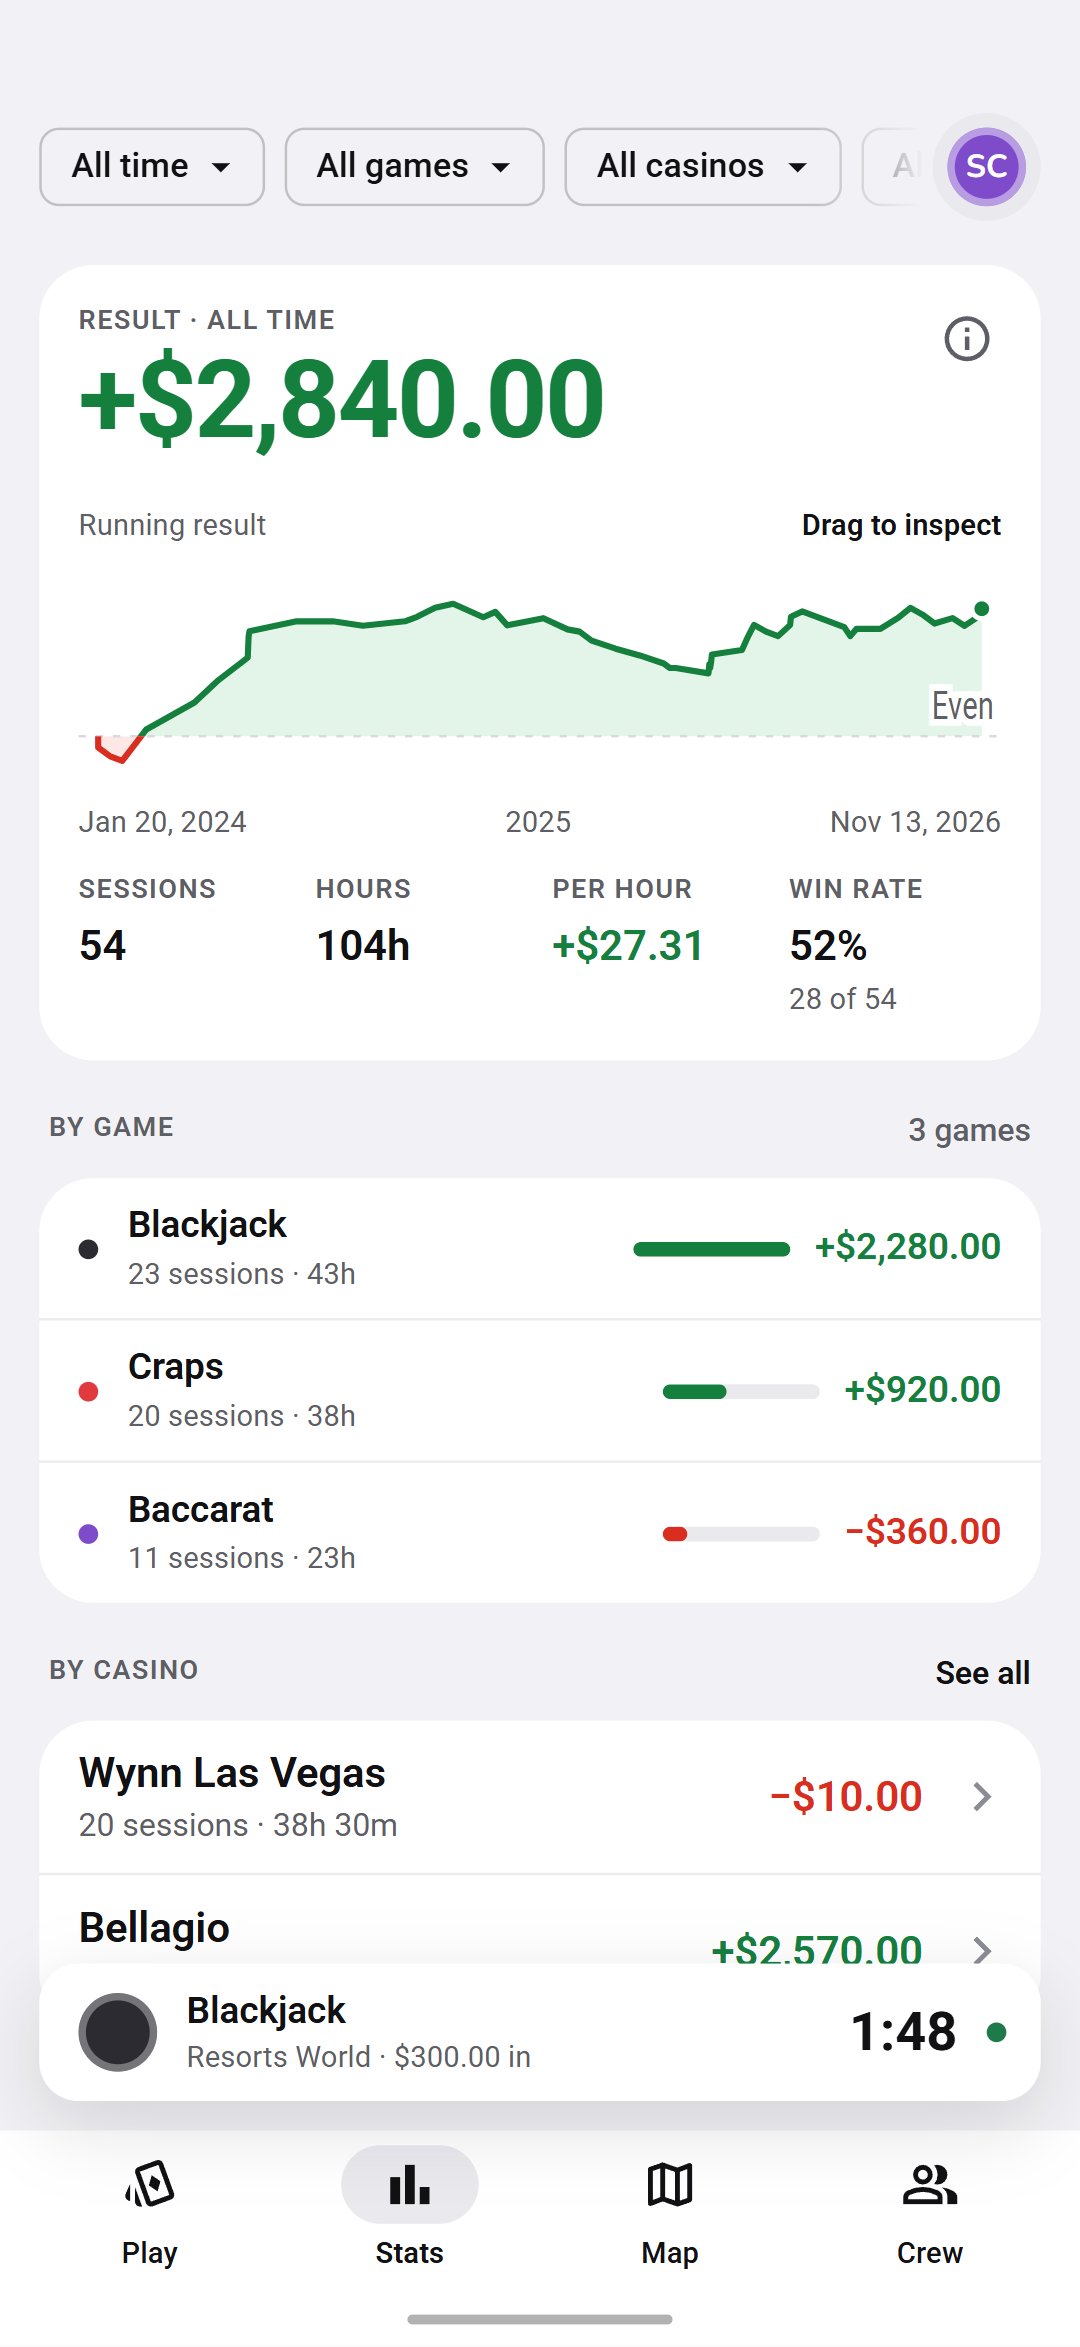 All time
All games
All casinos
Al
SC
RESULT · ALL TIME
+$2,840.00
Running result
Drag to inspect
Even
Jan 20, 2024
2025
Nov 13, 2026
SESSIONS
HOURS
PER HOUR
WIN RATE
54
104h
+$27.31
52%
28 of 54
BY GAME
3 games
Blackjack
23 sessions · 43h
+$2,280.00
Craps
20 sessions · 38h
+$920.00
Baccarat
11 sessions · 23h
−$360.00
BY CASINO
See all
Wynn Las Vegas
20 sessions · 38h 30m
−$10.00
Bellagio
+$2,570.00
Blackjack
Resorts World · $300.00 in
1:48
Play
Stats
Map
Crew